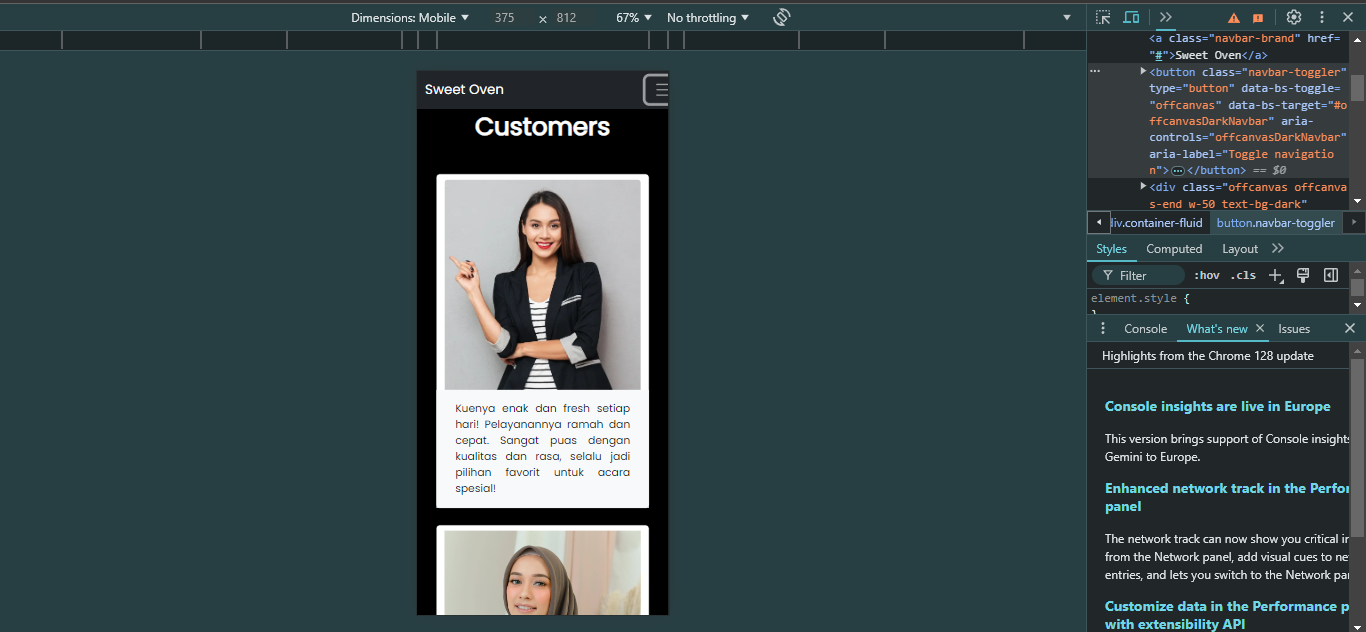 Dimensions: Mobile 375 × 812 67% No throttling
Sweet Oven
Customers
Kuenya enak dan fresh setiap
hari! Pelayanannya ramah dan
cepat. Sangat puas dengan
kualitas dan rasa, selalu jadi
pilihan favorit untuk acara
spesial!
<a class="navbar-brand" href=
"#">Sweet Oven</a>
<button class="navbar-toggler"
type="button" data-bs-toggle=
"offcanvas" data-bs-target="#o
ffcanvasDarkNavbar" aria-
controls="offcanvasDarkNavbar"
aria-label="Toggle navigatio
n">…</button> == $0
<div class="offcanvas offcanva
s-end w-50 text-bg-dark"
div.container-fluid button.navbar-toggler
Styles Computed Layout
Filter :hov .cls
element.style {
}
Console What's new Issues
Highlights from the Chrome 128 update
Console insights are live in Europe
This version brings support of Console insights
Gemini to Europe.
Enhanced network track in the Perfor
panel
The network track can now show you critical in
from the Network panel, add visual cues to ne
entries, and lets you switch to the Network pa
Customize data in the Performance p
with extensibility API